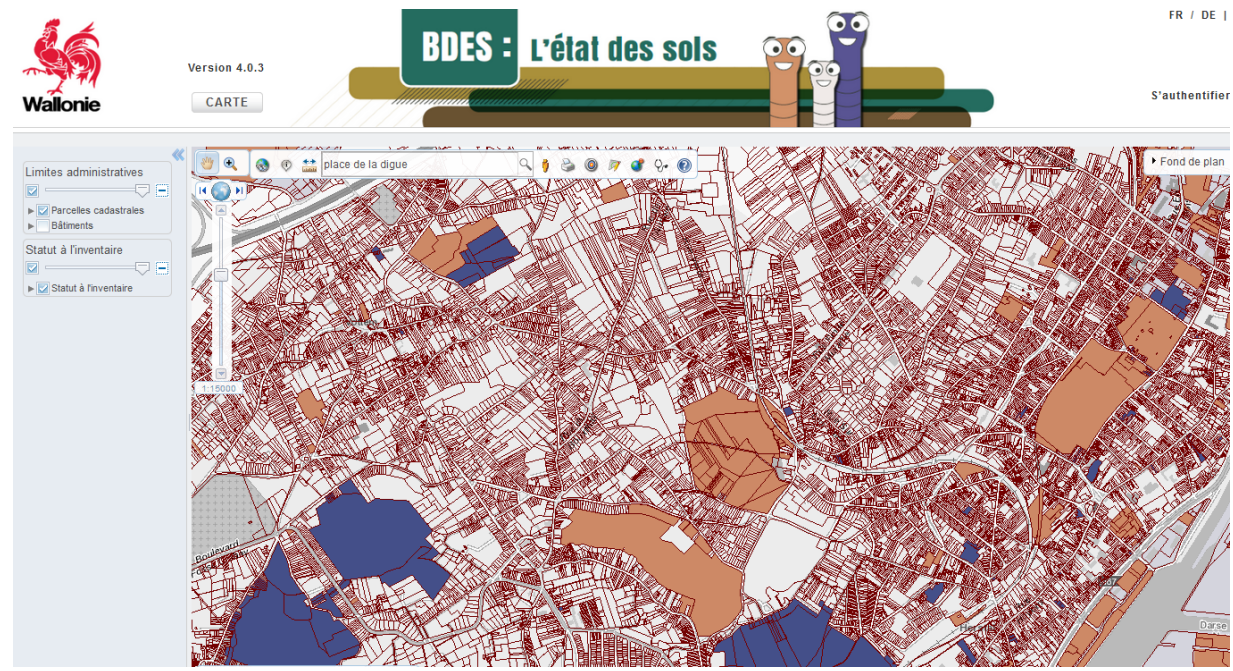 FR / DE |
BDES : L'état des sols
Version 4.0.3
Wallonie
CARTE
S'authentifier
place de la digue
Fond de plan
Limites administratives
Parcelles cadastrales
Bâtiments
Statut à l'inventaire
Statut à l'inventaire
1:15000
Boulevard
Darse